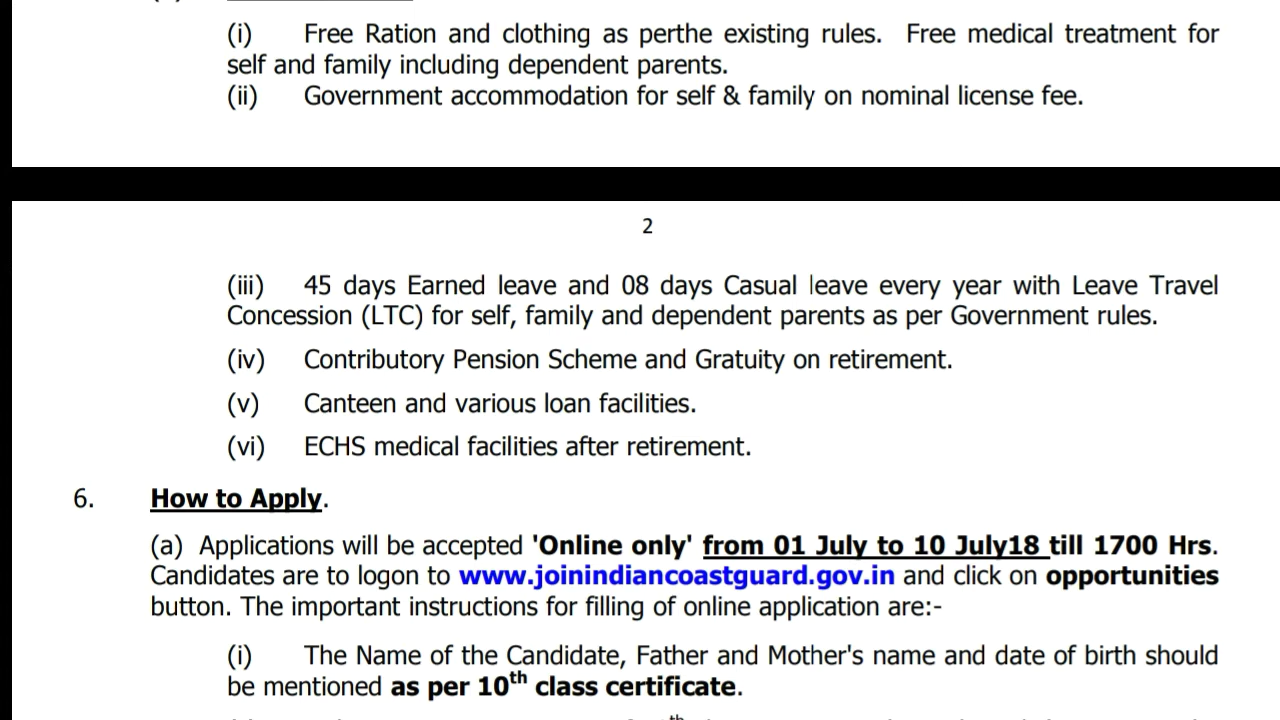 (i) Free Ration and clothing as perthe existing rules. Free medical treatment for
self and family including dependent parents.
(ii) Government accommodation for self & family on nominal license fee.
2
(iii) 45 days Earned leave and 08 days Casual leave every year with Leave Travel
Concession (LTC) for self, family and dependent parents as per Government rules.
(iv) Contributory Pension Scheme and Gratuity on retirement.
(v) Canteen and various loan facilities.
(vi) ECHS medical facilities after retirement.
6. How to Apply.
(a) Applications will be accepted 'Online only' from 01 July to 10 July18 till 1700 Hrs.
Candidates are to logon to www.joinindiancoastguard.gov.in and click on opportunities
button. The important instructions for filling of online application are:-
(i) The Name of the Candidate, Father and Mother's name and date of birth should
be mentioned as per 10th class certificate.